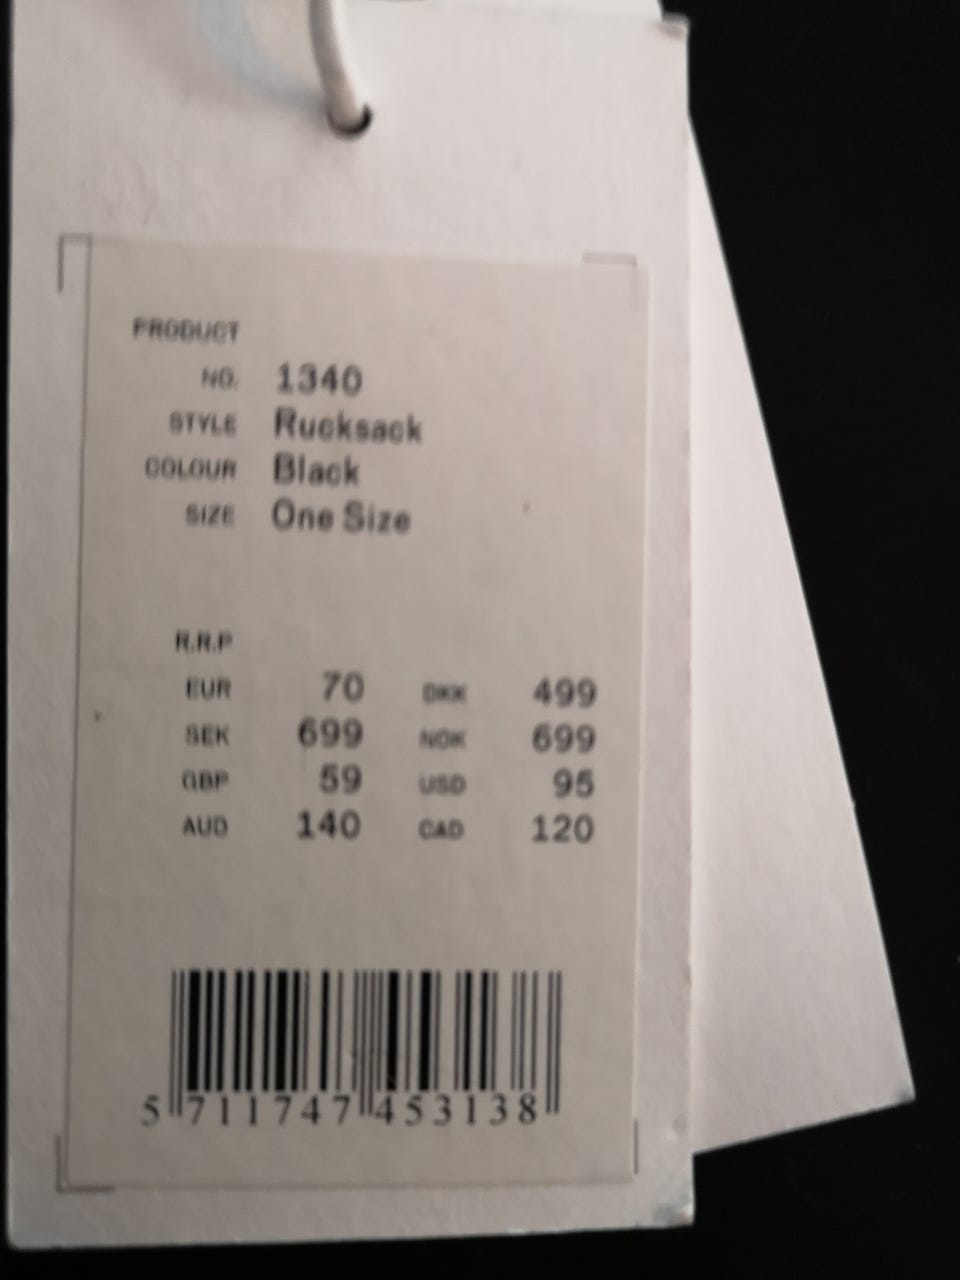 PRODUCT
NO. 1340
STYLE Rucksack
COLOUR Black
SIZE One Size
R.R.P
EUR 70 DKK 499
SEK 699 NOK 699
GBP 59 USD 95
AUD 140 CAD 120
5 711747 453138